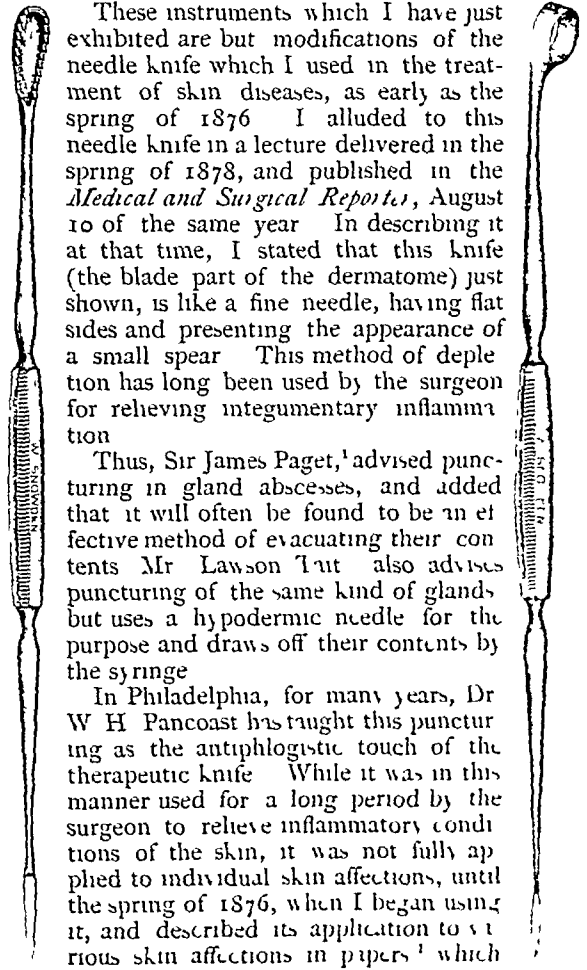 These instruments which I have just
exhibited are but modifications of the
needle knife which I used in the treat-
ment of skin diseases, as early as the
spring of 1876 I alluded to this
needle knife in a lecture delivered in the
spring of 1878, and published in the
Medical and Surgical Reporter, August
10 of the same year In describing it
at that time, I stated that this knife
(the blade part of the dermatome) just
shown, is like a fine needle, having flat
sides and presenting the appearance of
a small spear This method of deple
tion has long been used by the surgeon
for relieving integumentary inflamma
tion
Thus, Sir James Paget,¹ advised punc-
turing in gland abscesses, and added
that it will often be found to be an ef
fective method of evacuating their con
tents Mr Lawson Tait also advises
puncturing of the same kind of glands
but uses a hypodermic needle for the
purpose and draws off their contents by
the syringe
In Philadelphia, for many years, Dr
W H Pancoast has taught this punctur
ing as the antiphlogistic touch of the
therapeutic knife While it was in this
manner used for a long period by the
surgeon to relieve inflammatory condi
tions of the skin, it was not fully ap
plied to individual skin affections, until
the spring of 1876, when I began using
it, and described its application to va
rious skin affections in papers ¹ which
W. SNOWDEN